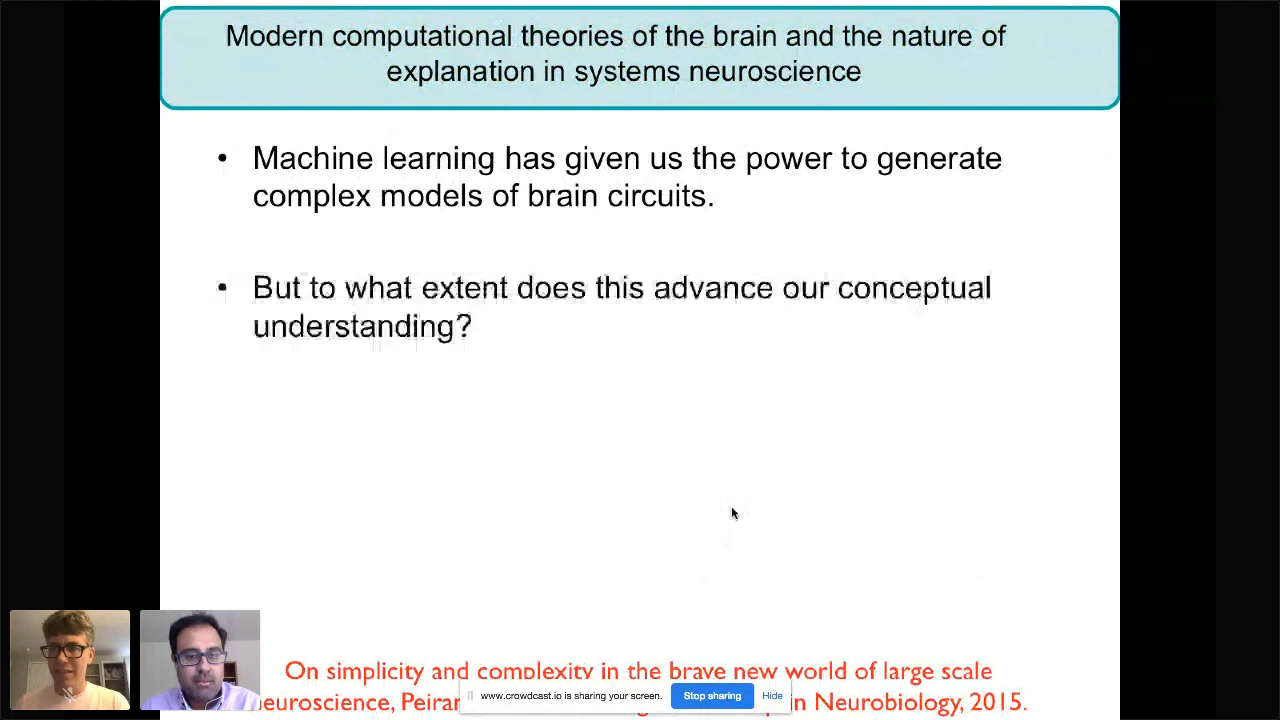 Modern computational theories of the brain and the nature of
explanation in systems neuroscience
• Machine learning has given us the power to generate
complex models of brain circuits.
• But to what extent does this advance our conceptual
understanding?
On simplicity and complexity in the brave new world of large scale
euroscience, Peiran in Neurobiology, 2015.
www.crowdcast.io is sharing your screen. Stop sharing Hide